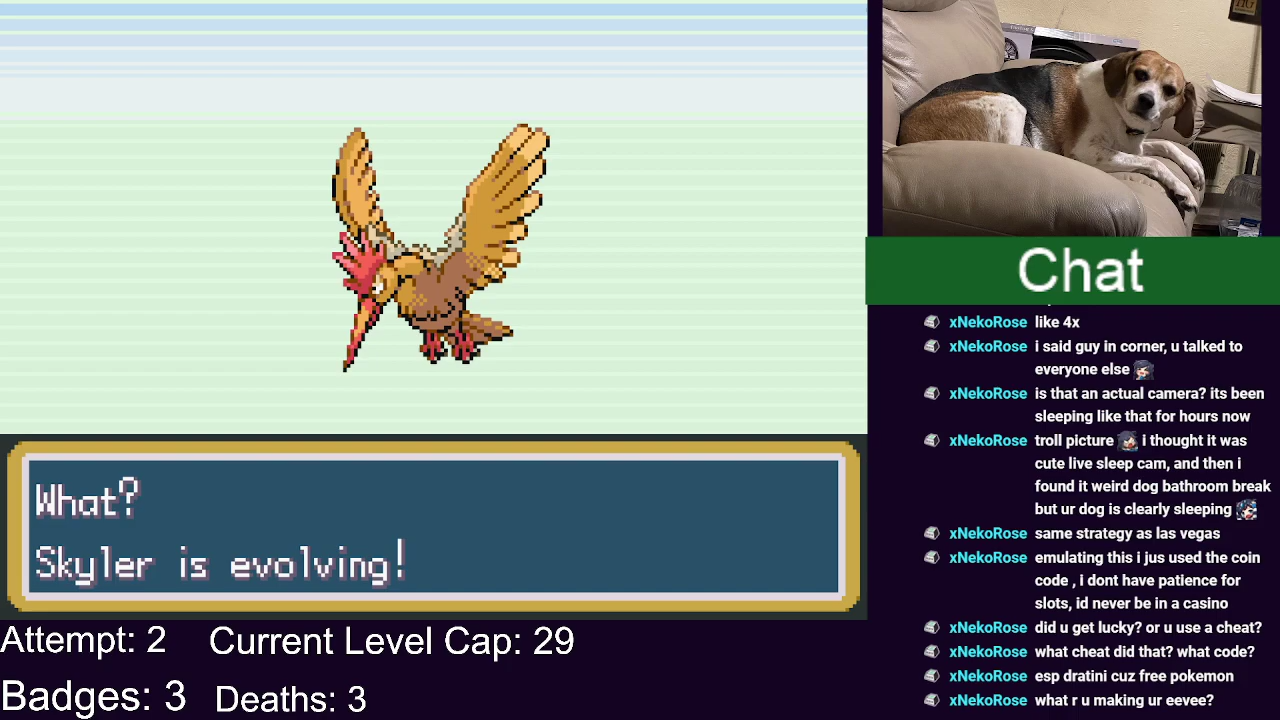 What?
Skyler is evolving!
Attempt: 2
Current Level Cap: 29
Badges: 3
Deaths: 3
Chat
xNekoRose like 4x
xNekoRose i said guy in corner, u talked to
everyone else
xNekoRose is that an actual camera? its been
sleeping like that for hours now
xNekoRose troll picture i thought it was
cute live sleep cam, and then i
found it weird dog bathroom break
but ur dog is clearly sleeping
xNekoRose same strategy as las vegas
xNekoRose emulating this i jus used the coin
code , i dont have patience for
slots, id never be in a casino
xNekoRose did u get lucky? or u use a cheat?
xNekoRose what cheat did that? what code?
xNekoRose esp dratini cuz free pokemon
xNekoRose what r u making ur eevee?